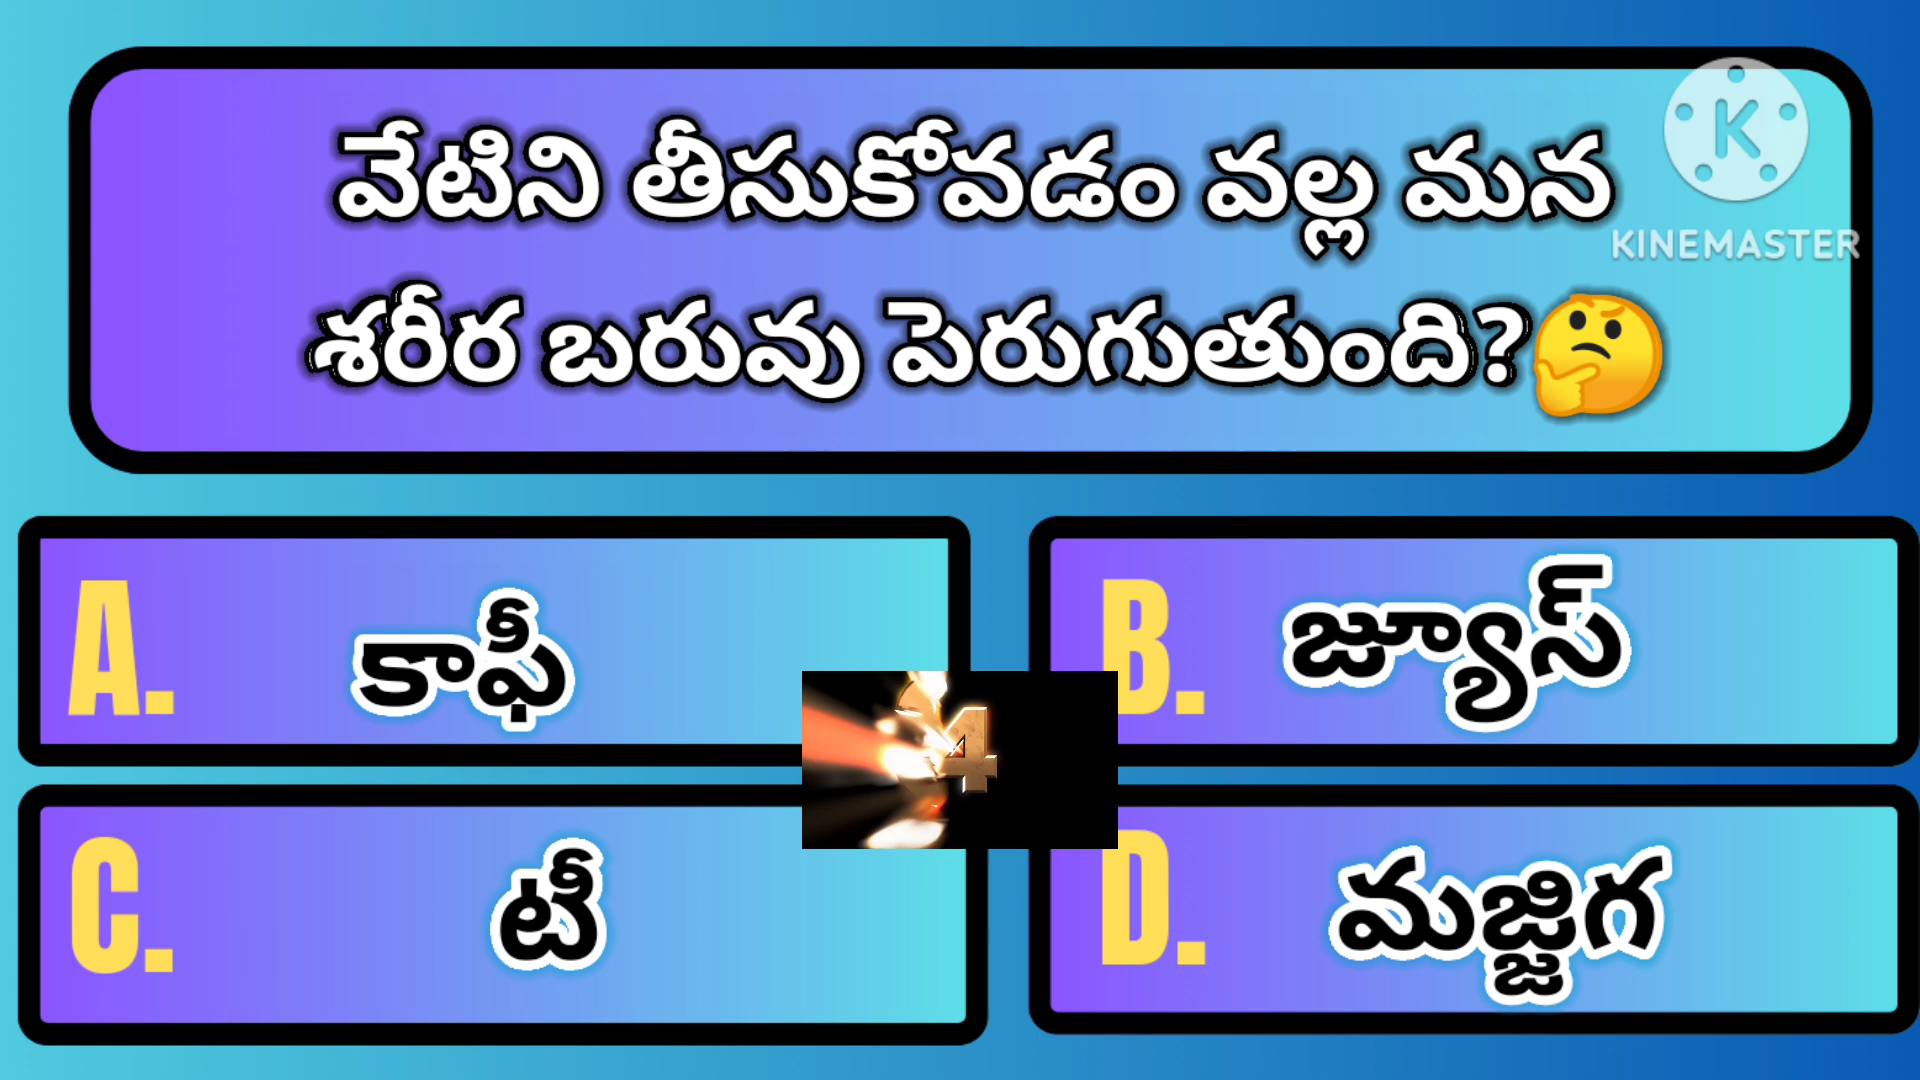 వేటిని తీసుకోవడం వల్ల మన
శరీర బరువు పెరుగుతుంది?🤔
K
KINEMASTER
A. కాఫీ
B. జ్యూస్
4
C. టీ
D. మజ్జిగ